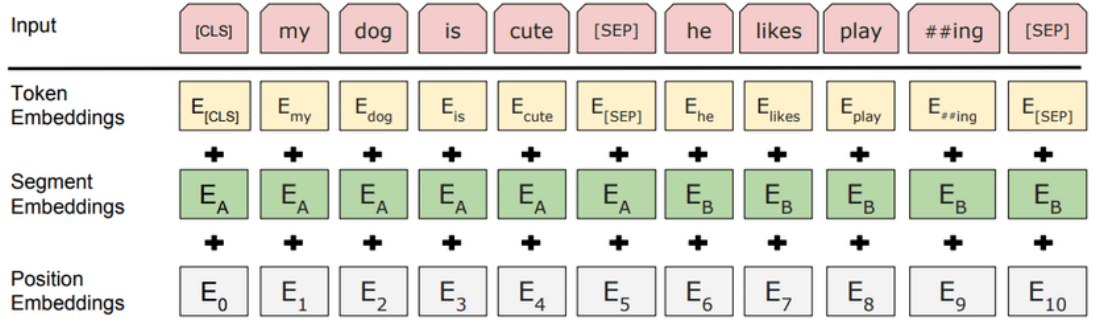 Input [CLS] my dog is cute [SEP] he likes play ##ing [SEP]
Token
Embeddings E[CLS] Emy Edog Eis Ecute E[SEP] Ehe Elikes Eplay E##ing E[SEP]
+ + + + + + + + + + +
Segment
Embeddings EA EA EA EA EA EA EB EB EB EB EB
+ + + + + + + + + + +
Position
Embeddings E0 E1 E2 E3 E4 E5 E6 E7 E8 E9 E10